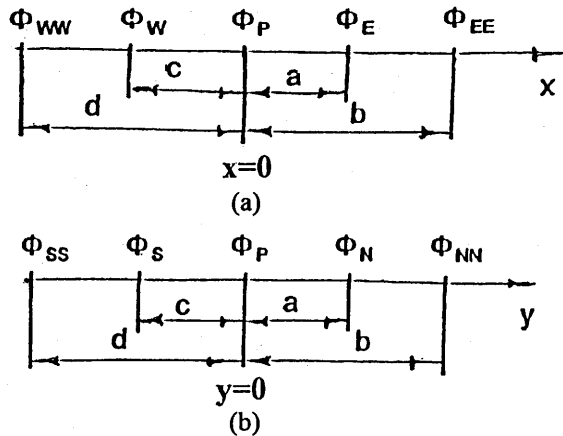 Φ_WW Φ_W Φ_P Φ_E Φ_EE
c a x
d b
x=0
(a)
Φ_SS Φ_S Φ_P Φ_N Φ_NN
c a y
d b
y=0
(b)